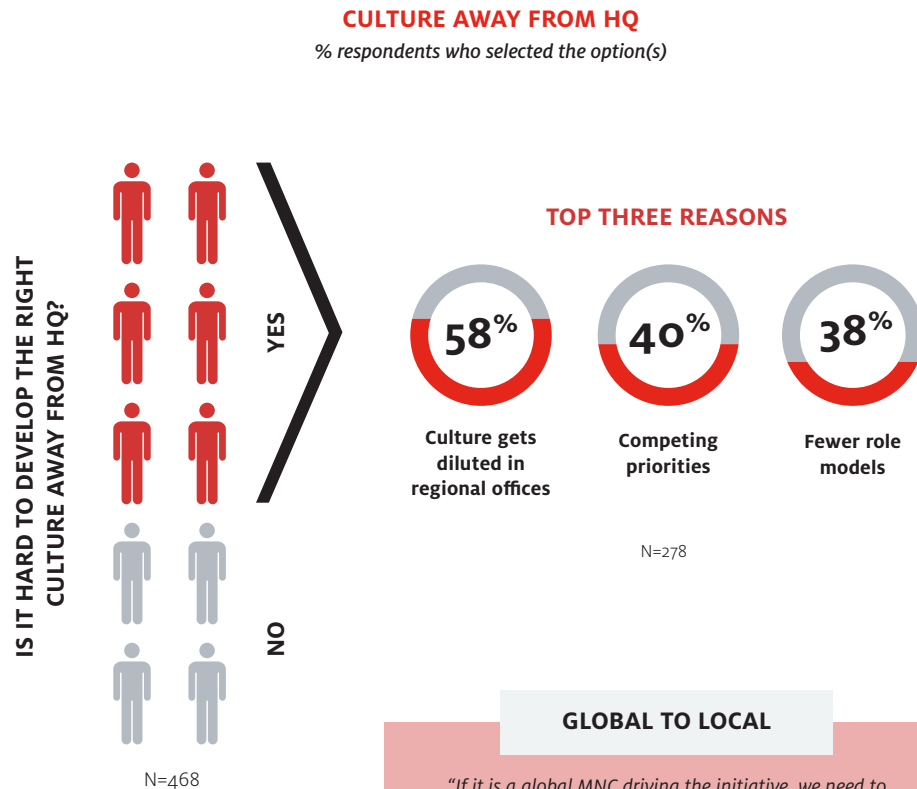 CULTURE AWAY FROM HQ
% respondents who selected the option(s)
IS IT HARD TO DEVELOP THE RIGHT
CULTURE AWAY FROM HQ?
YES
NO
N=468
TOP THREE REASONS
58%
Culture gets
diluted in
regional offices
40%
Competing
priorities
38%
Fewer role
models
N=278
GLOBAL TO LOCAL
“If it is a global MNC driving the initiative, we need to